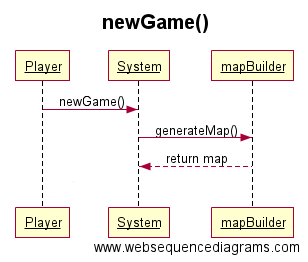 newGame()
Player System mapBuilder
newGame()
generateMap()
return map
Player System mapBuilder
www.websequencediagrams.com